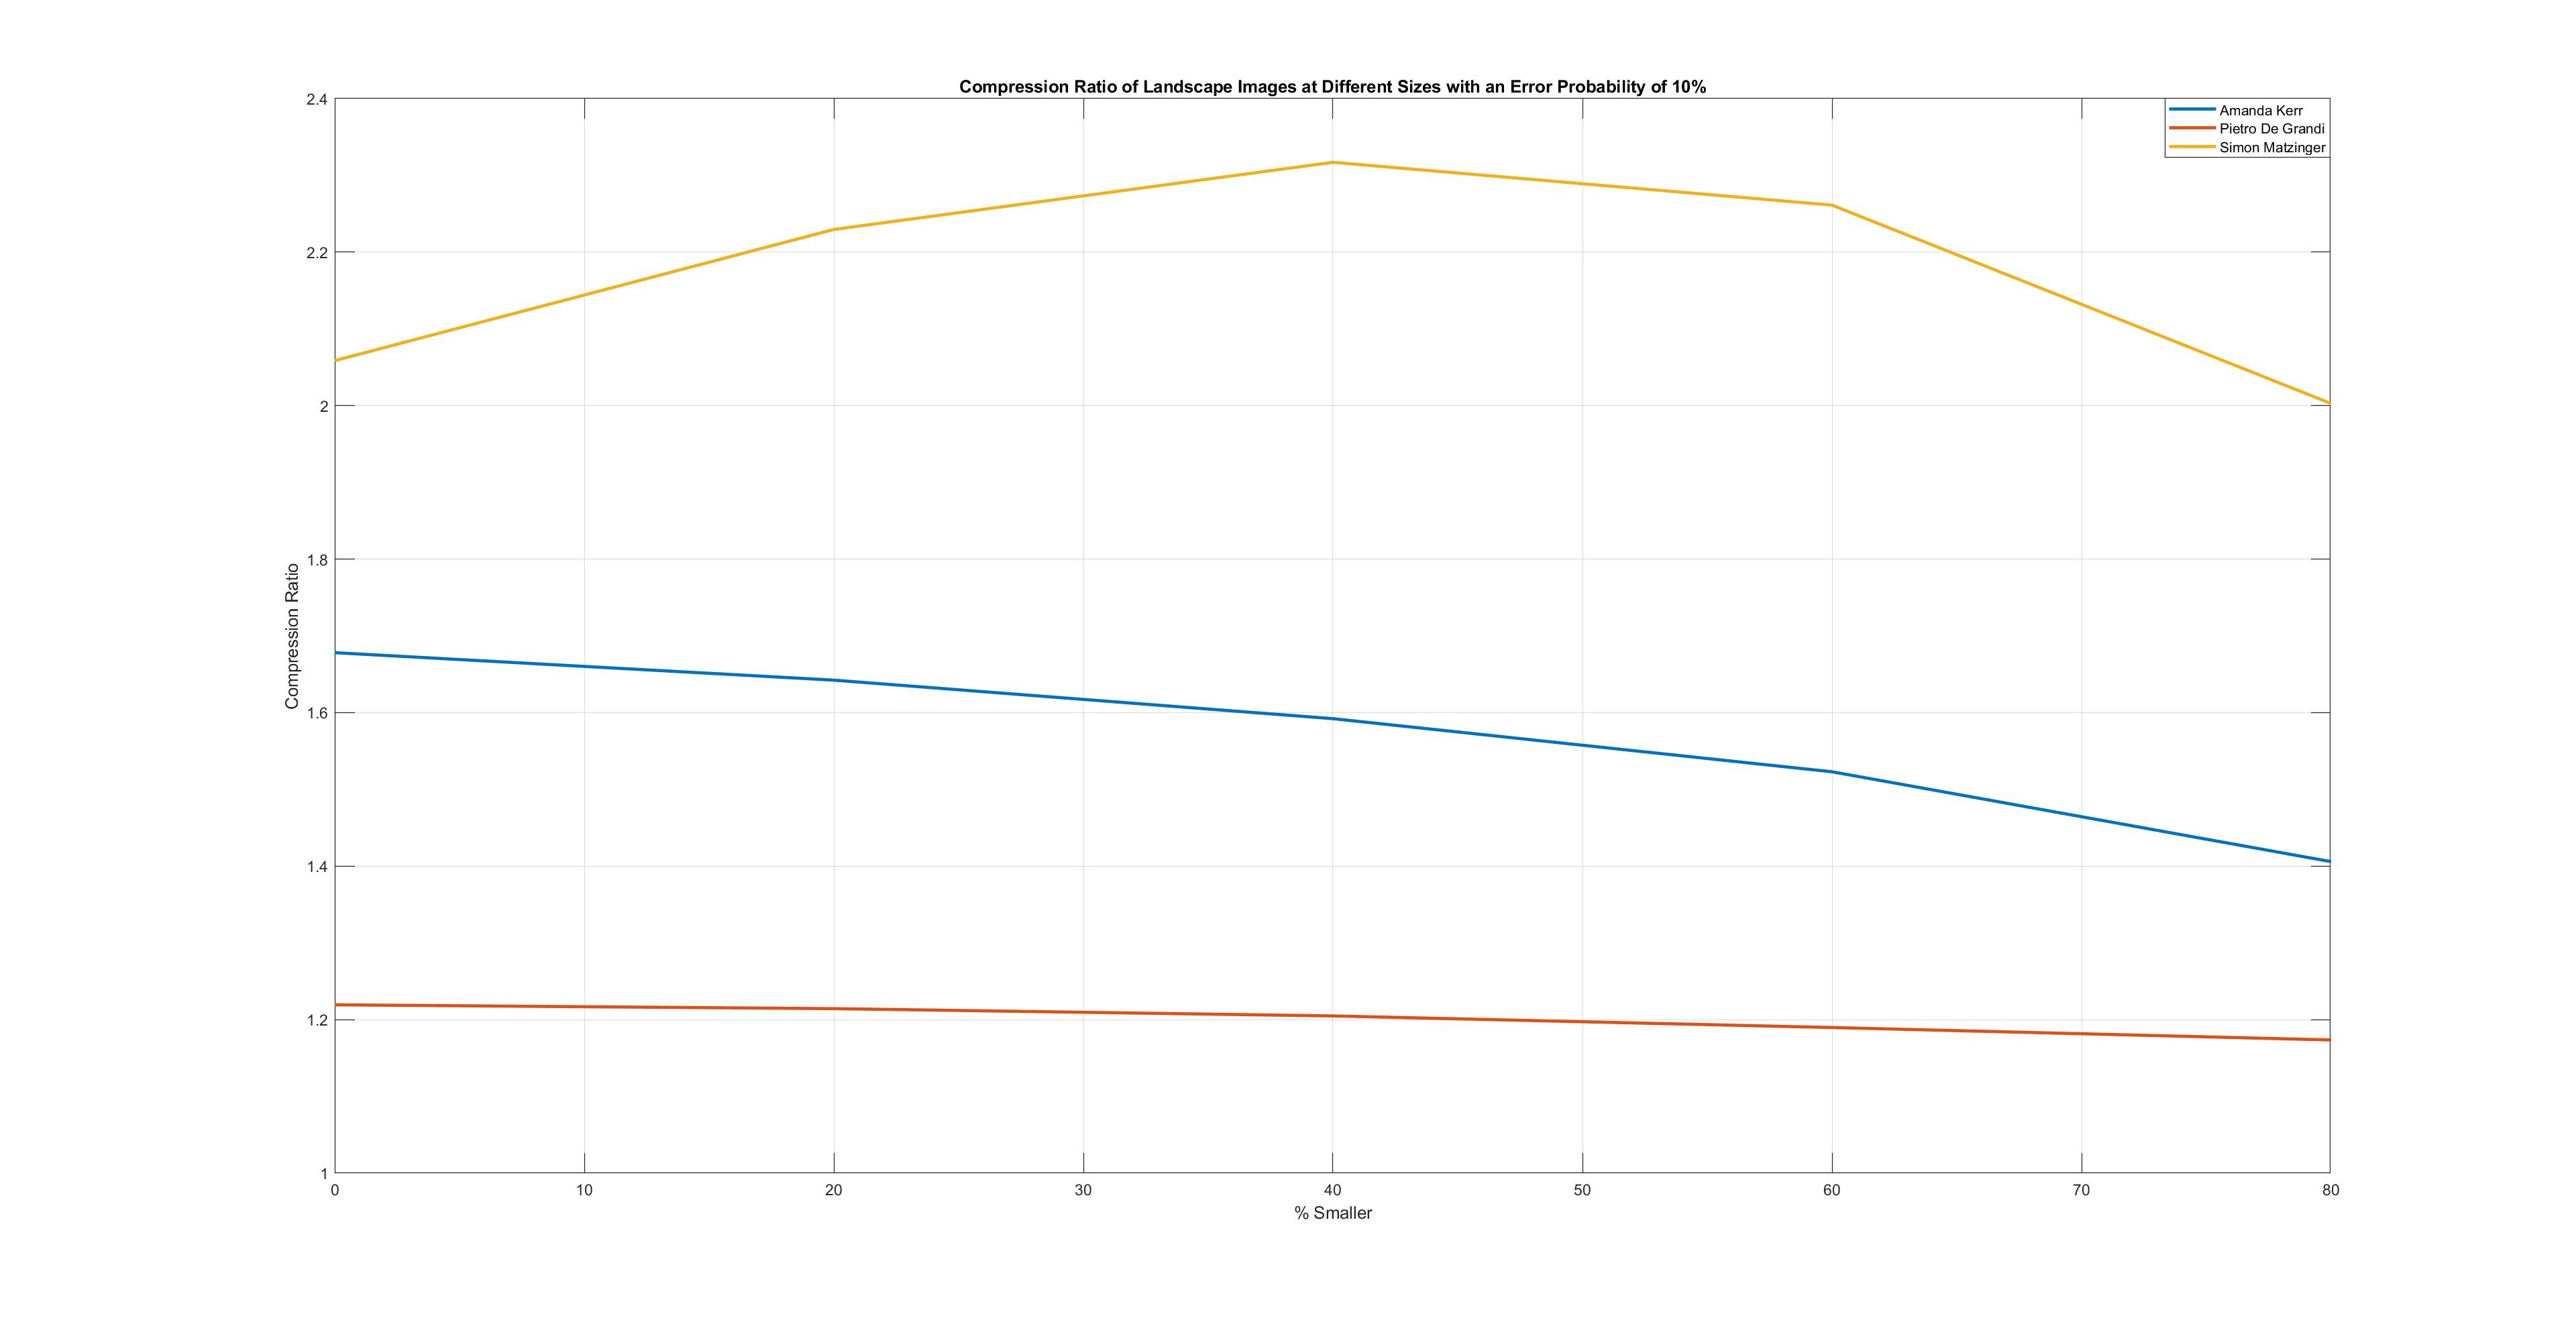 Compression Ratio of Landscape Images at Different Sizes with an Error Probability of 10%
Amanda Kerr
Pietro De Grandi
Simon Matzinger
Compression Ratio
2.4
2.2
2
1.8
1.6
1.4
1.2
1
0 10 20 30 40 50 60 70 80
% Smaller